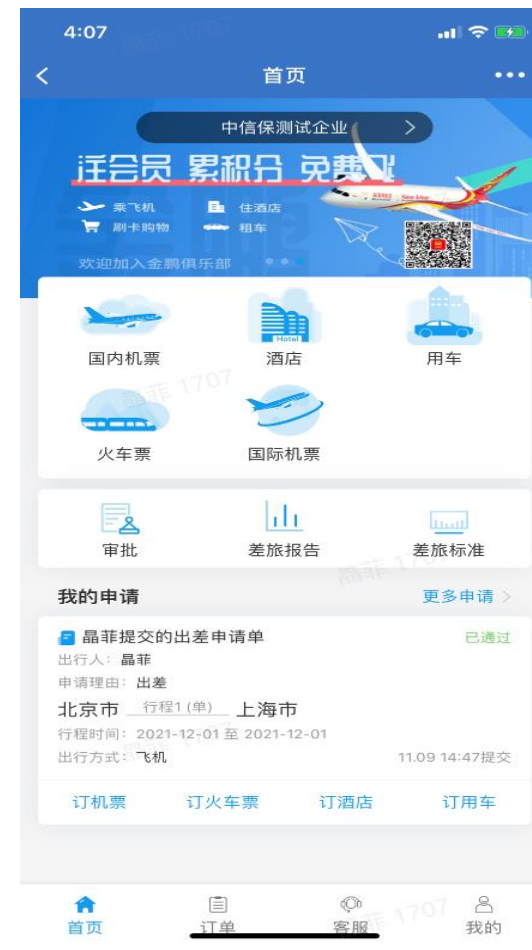 4:07
首页
中信保测试企业
注会员 累积分 免费飞
乘飞机 住酒店
刷卡购物 租车
欢迎加入金鹏俱乐部
国内机票 酒店 用车
Hotel
火车票 国际机票
审批 差旅报告 差旅标准
我的申请 更多申请
晶菲提交的出差申请单 已通过
出行人：晶菲
申请理由：出差
北京市 行程1 (单) 上海市
行程时间：2021-12-01 至 2021-12-01
出行方式：飞机 11.09 14:47提交
订机票 订火车票 订酒店 订用车
首页 订单 客服 我的
晶菲 1707